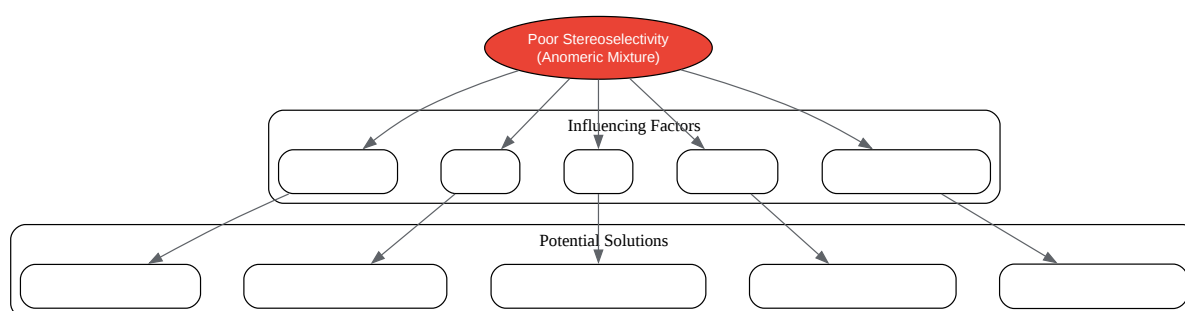 Poor Stereoselectivity
(Anomeric Mixture)
Influencing Factors
Potential Solutions